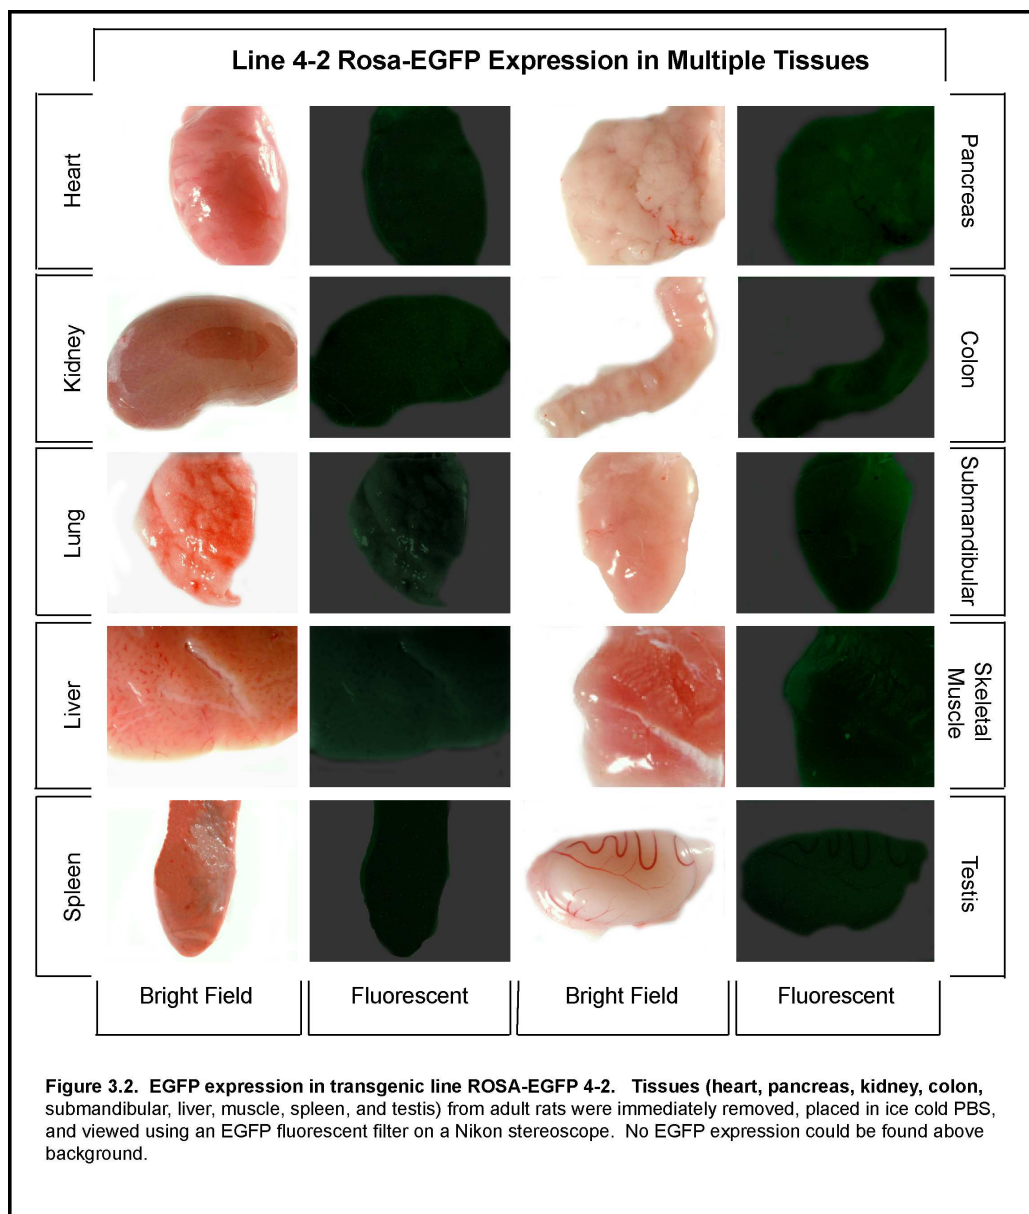 Line 4-2 Rosa-EGFP Expression in Multiple Tissues
Heart
Pancreas
Kidney
Colon
Lung
Submandibular
Liver
Skeletal
Muscle
Spleen
Testis
Bright Field
Fluorescent
Bright Field
Fluorescent
Figure 3.2. EGFP expression in transgenic line ROSA-EGFP 4-2. Tissues (heart, pancreas, kidney, colon,
submandibular, liver, muscle, spleen, and testis) from adult rats were immediately removed, placed in ice cold PBS,
and viewed using an EGFP fluorescent filter on a Nikon stereoscope. No EGFP expression could be found above
background.